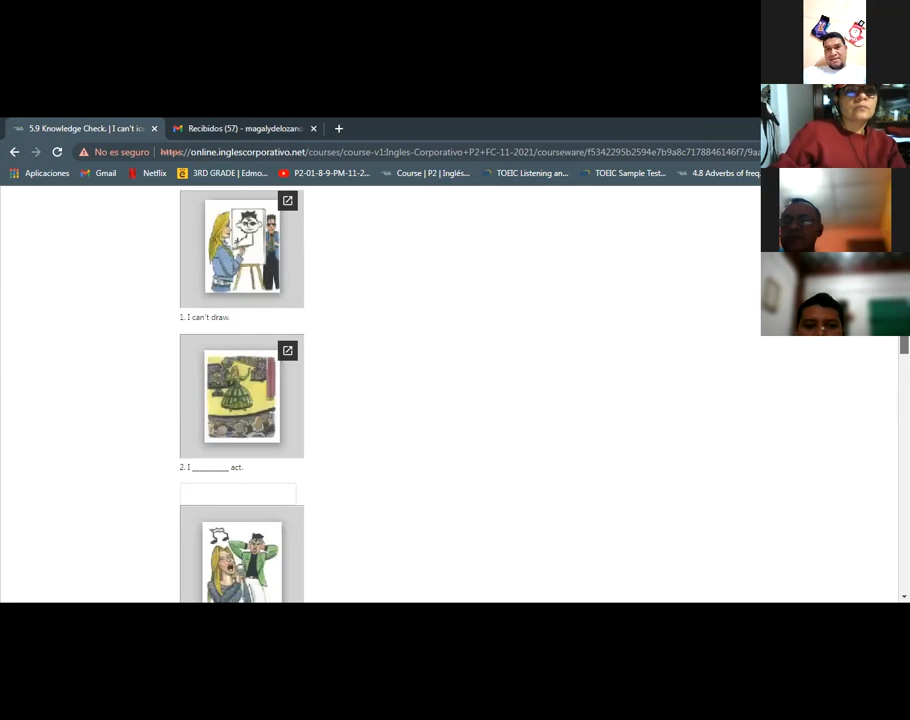 5.9 Knowledge Check. | I can't ic
Recibidos (57) - magalydelozano
No es seguro
https://online.inglescorporativo.net/courses/course-v1:Ingles-Corporativo+P2+FC-11-2021/courseware/f5342295b2594e7b9a8c7178846146f7/9aa
Aplicaciones
Gmail
Netflix
3RD GRADE | Edmo...
P2-01-8-9-PM-11-2...
Course | P2 | Inglés...
TOEIC Listening an...
TOEIC Sample Test...
4.8 Adverbs of freq
1. I can't draw.
2. I _________ act.